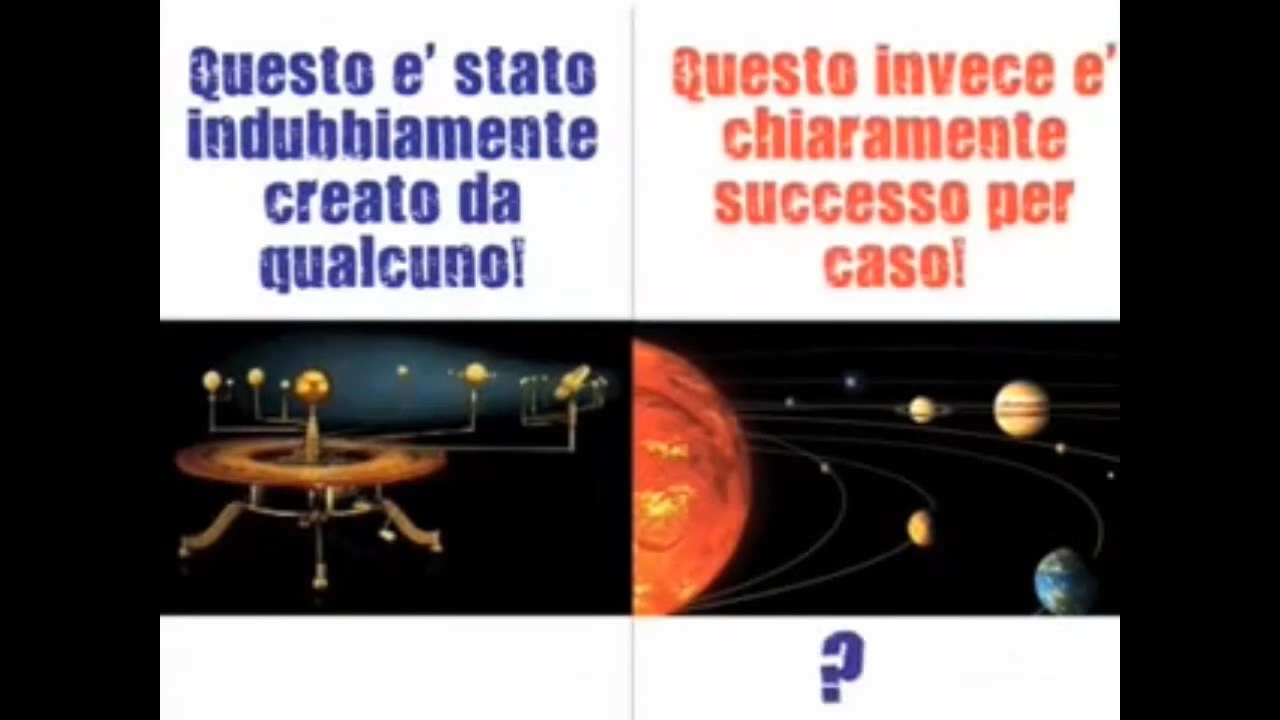 Questo e' stato
indubbiamente
creato da
qualcuno!
Questo invece e'
chiaramente
successo per
caso!
?